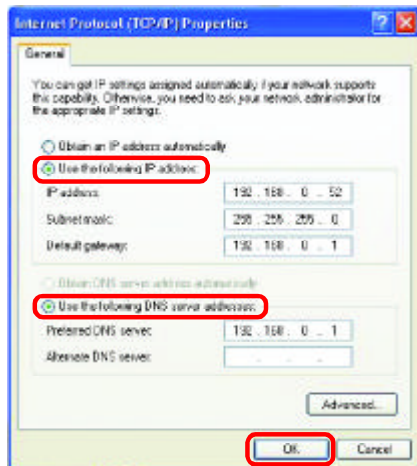 Internet Protocol (TCP/IP) Properties
General
You can get IP settings assigned automatically if your network supports
this capability. Otherwise, you need to ask your network administrator for
the appropriate IP settings.
Obtain an IP address automatically
Use the following IP address:
IP address: 192 . 168 . 0 . 52
Subnet mask: 255 . 255 . 255 . 0
Default gateway: 192 . 168 . 0 . 1
Obtain DNS server address automatically
Use the following DNS server addresses:
Preferred DNS server: 192 . 168 . 0 . 1
Alternate DNS server: . . .
Advanced...
OK
Cancel